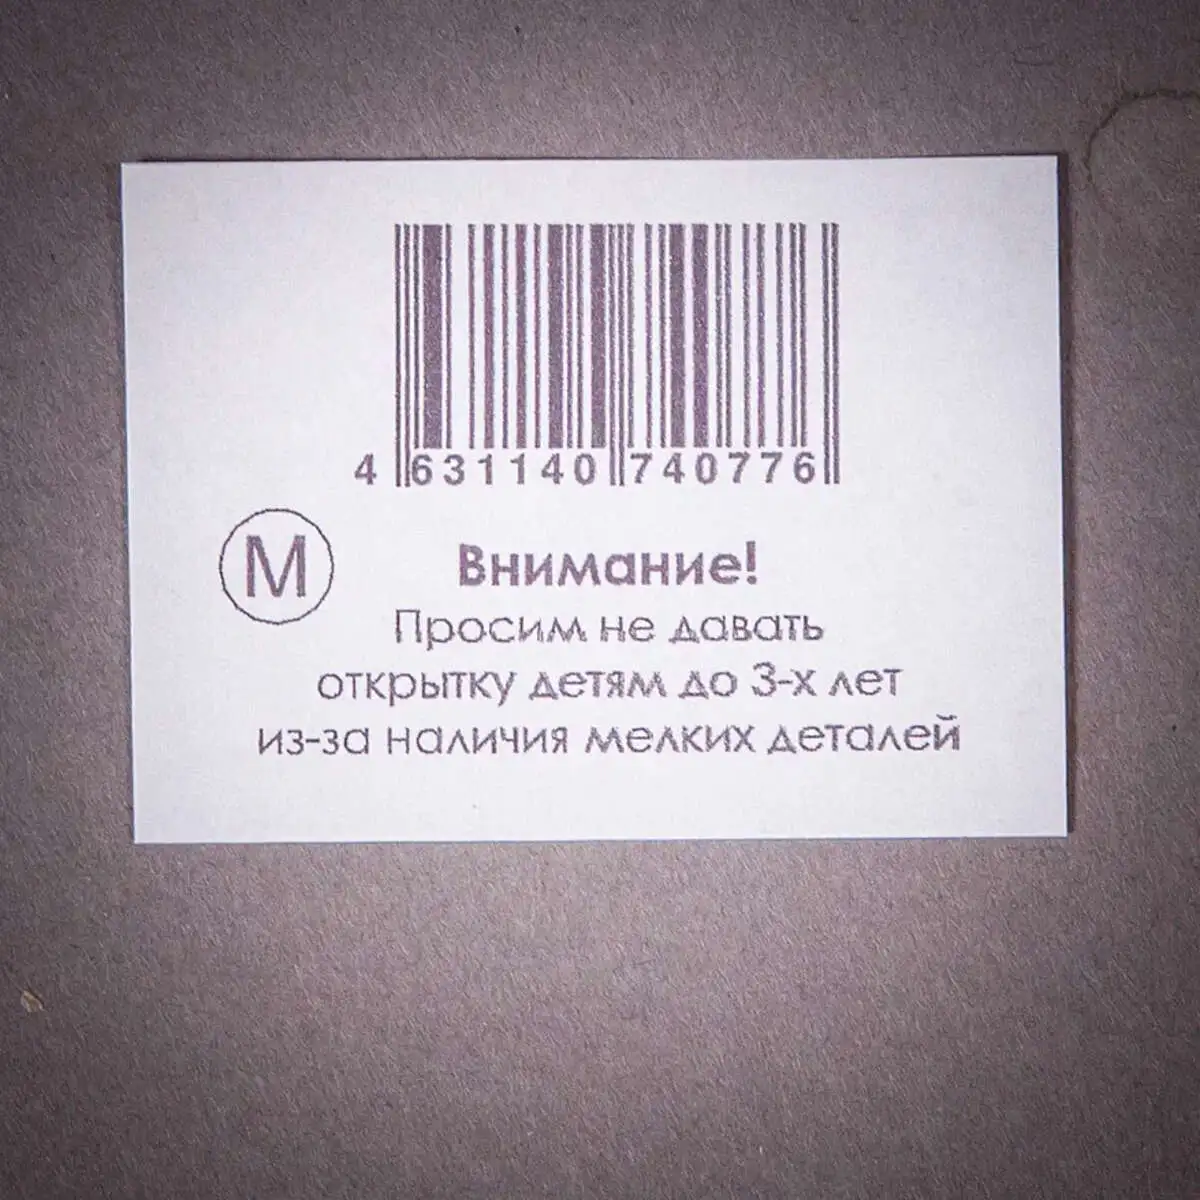 4 631140 740776
М
Внимание!
Просим не давать
открытку детям до 3-х лет
из-за наличия мелких деталей